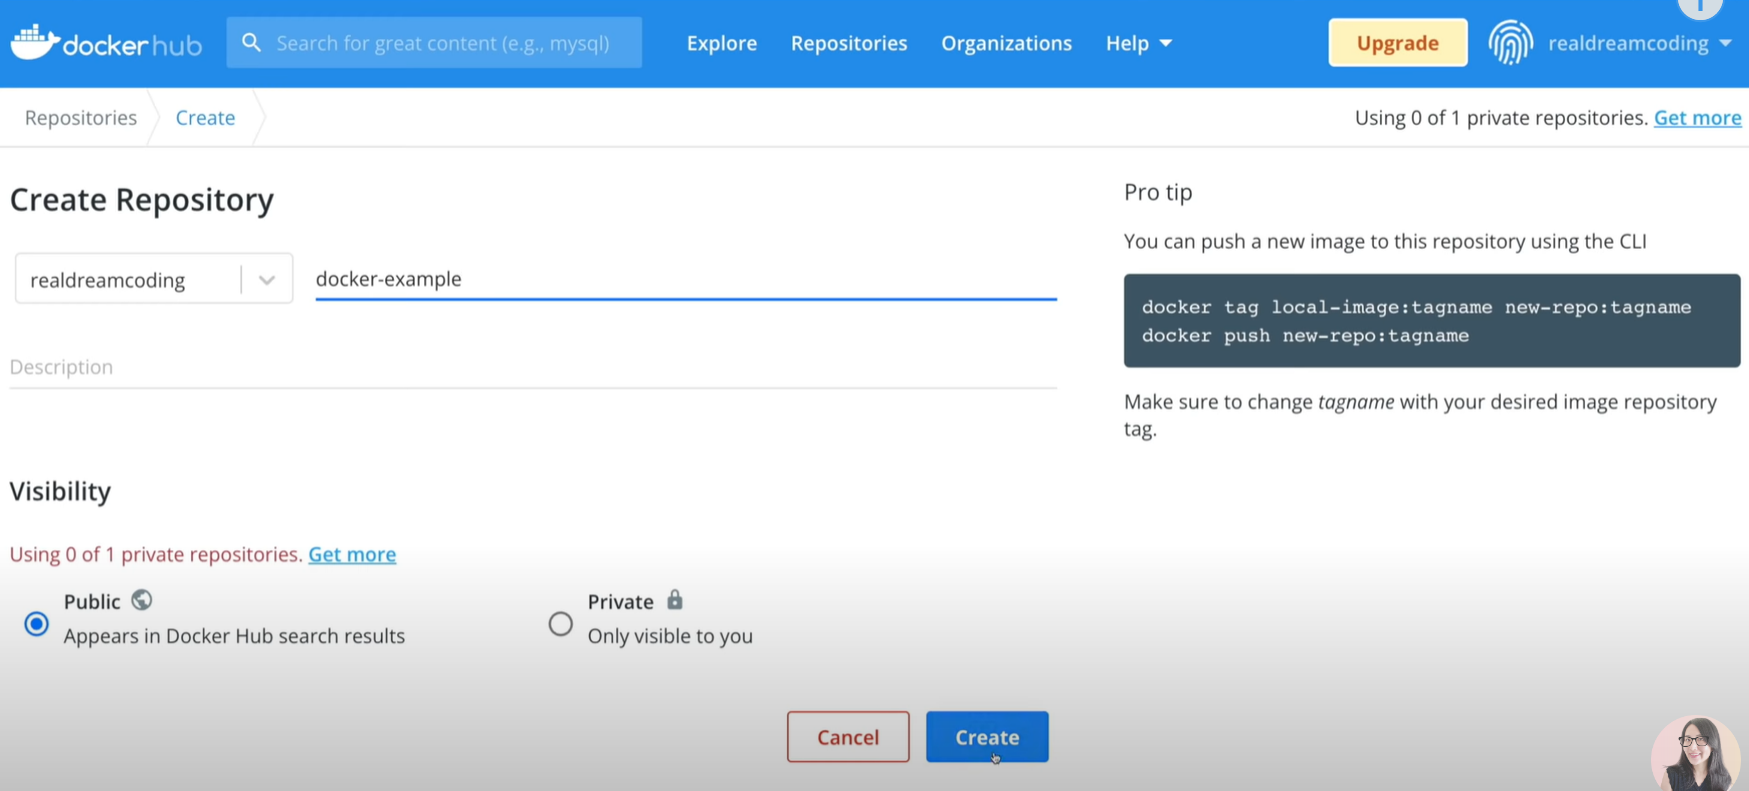 docker hub
Search for great content (e.g., mysql)
Explore
Repositories
Organizations
Help
Upgrade
realdreamcoding
Repositories
Create
Using 0 of 1 private repositories. Get more
Create Repository
realdreamcoding
docker-example
Description
Visibility
Using 0 of 1 private repositories. Get more
Public
Appears in Docker Hub search results
Private
Only visible to you
Cancel
Create
Pro tip
You can push a new image to this repository using the CLI
docker tag local-image:tagname new-repo:tagname
docker push new-repo:tagname
Make sure to change tagname with your desired image repository
tag.